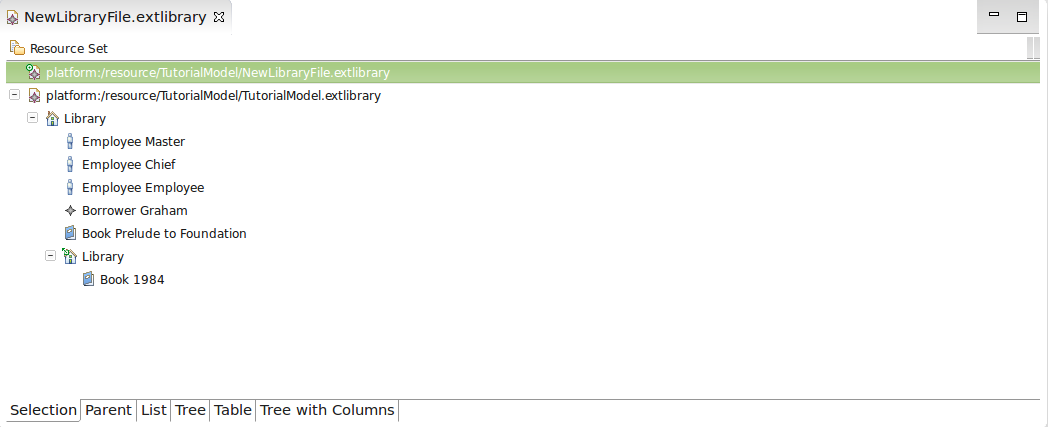 NewLibraryFile.extlibrary
Resource Set
platform:/resource/TutorialModel/NewLibraryFile.extlibrary
platform:/resource/TutorialModel/TutorialModel.extlibrary
Library
Employee Master
Employee Chief
Employee Employee
Borrower Graham
Book Prelude to Foundation
Library
Book 1984
Selection Parent List Tree Table Tree with Columns